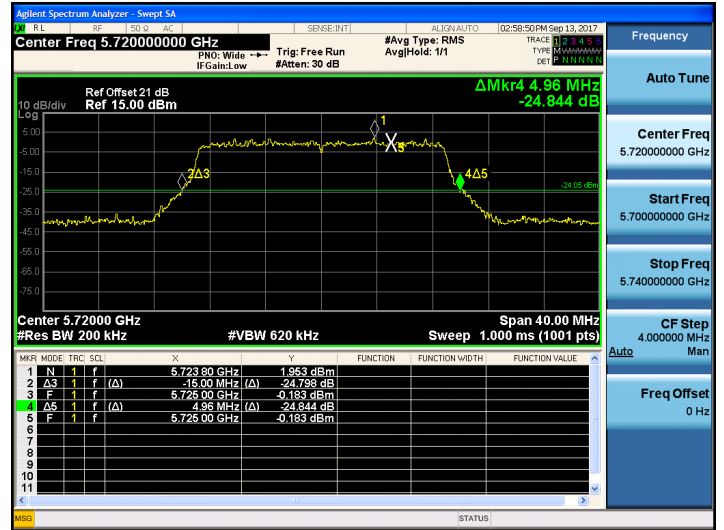 Agilent Spectrum Analyzer - Swept SA
RL RF 50 Ω AC SENSE:INT ALIGNAUTO 02:58:50 PM Sep 13, 2017
Center Freq 5.720000000 GHz
#Avg Type: RMS
TRACE 1 2 3 4 5 6
PNO: Wide Trig: Free Run Avg|Hold: 1/1
TYPE M
IFGain:Low #Atten: 30 dB
DET P N N N N N
ΔMkr4 4.96 MHz
-24.844 dB
Ref Offset 21 dB
10 dB/div Ref 15.00 dBm
Log
5.00
-5.00
-15.0
-25.0
-35.0
-45.0
-55.0
-65.0
-75.0
1
2Δ3
3
4Δ5
Center 5.72000 GHz Span 40.00 MHz
#Res BW 200 kHz #VBW 620 kHz Sweep 1.000 ms (1001 pts)
MKR MODE TRC SCL X Y FUNCTION FUNCTION WIDTH FUNCTION VALUE
1 N 1 f 5.723 80 GHz 1.953 dBm
2 Δ3 1 f (Δ) -15.00 MHz (Δ) -24.798 dB
3 F 1 f 5.725 00 GHz -0.183 dBm
4 Δ5 1 f (Δ) 4.96 MHz (Δ) -24.844 dB
5 F 1 f 5.725 00 GHz -0.183 dBm
6
7
8
9
10
11
MSG STATUS
Frequency
Auto Tune
Center Freq
5.720000000 GHz
Start Freq
5.700000000 GHz
Stop Freq
5.740000000 GHz
CF Step
4.000000 MHz
Auto Man
Freq Offset
0 Hz